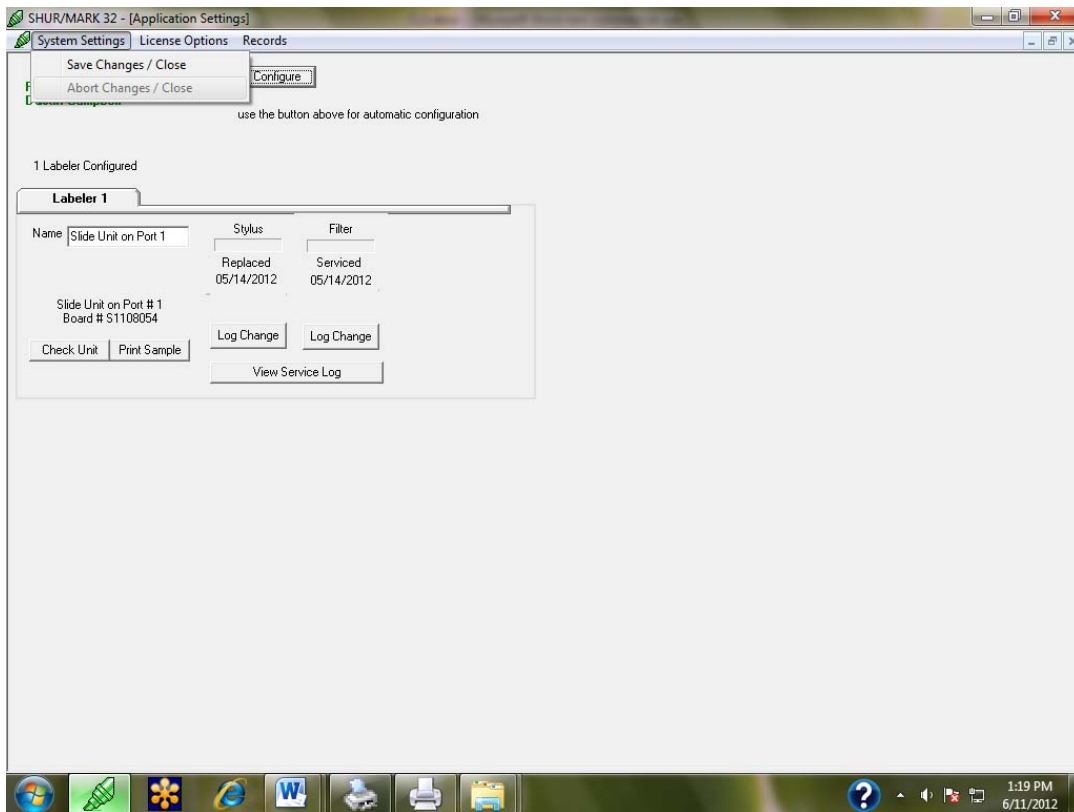 SHUR/MARK 32 - [Application Settings]
System Settings License Options Records
Save Changes / Close
Abort Changes / Close
Configure
use the button above for automatic configuration
1 Labeler Configured
Labeler 1
Name Slide Unit on Port 1
Stylus
Replaced
05/14/2012
Filter
Serviced
05/14/2012
Slide Unit on Port # 1
Board # S1108054
Check Unit Print Sample
Log Change Log Change
View Service Log
1:19 PM
6/11/2012